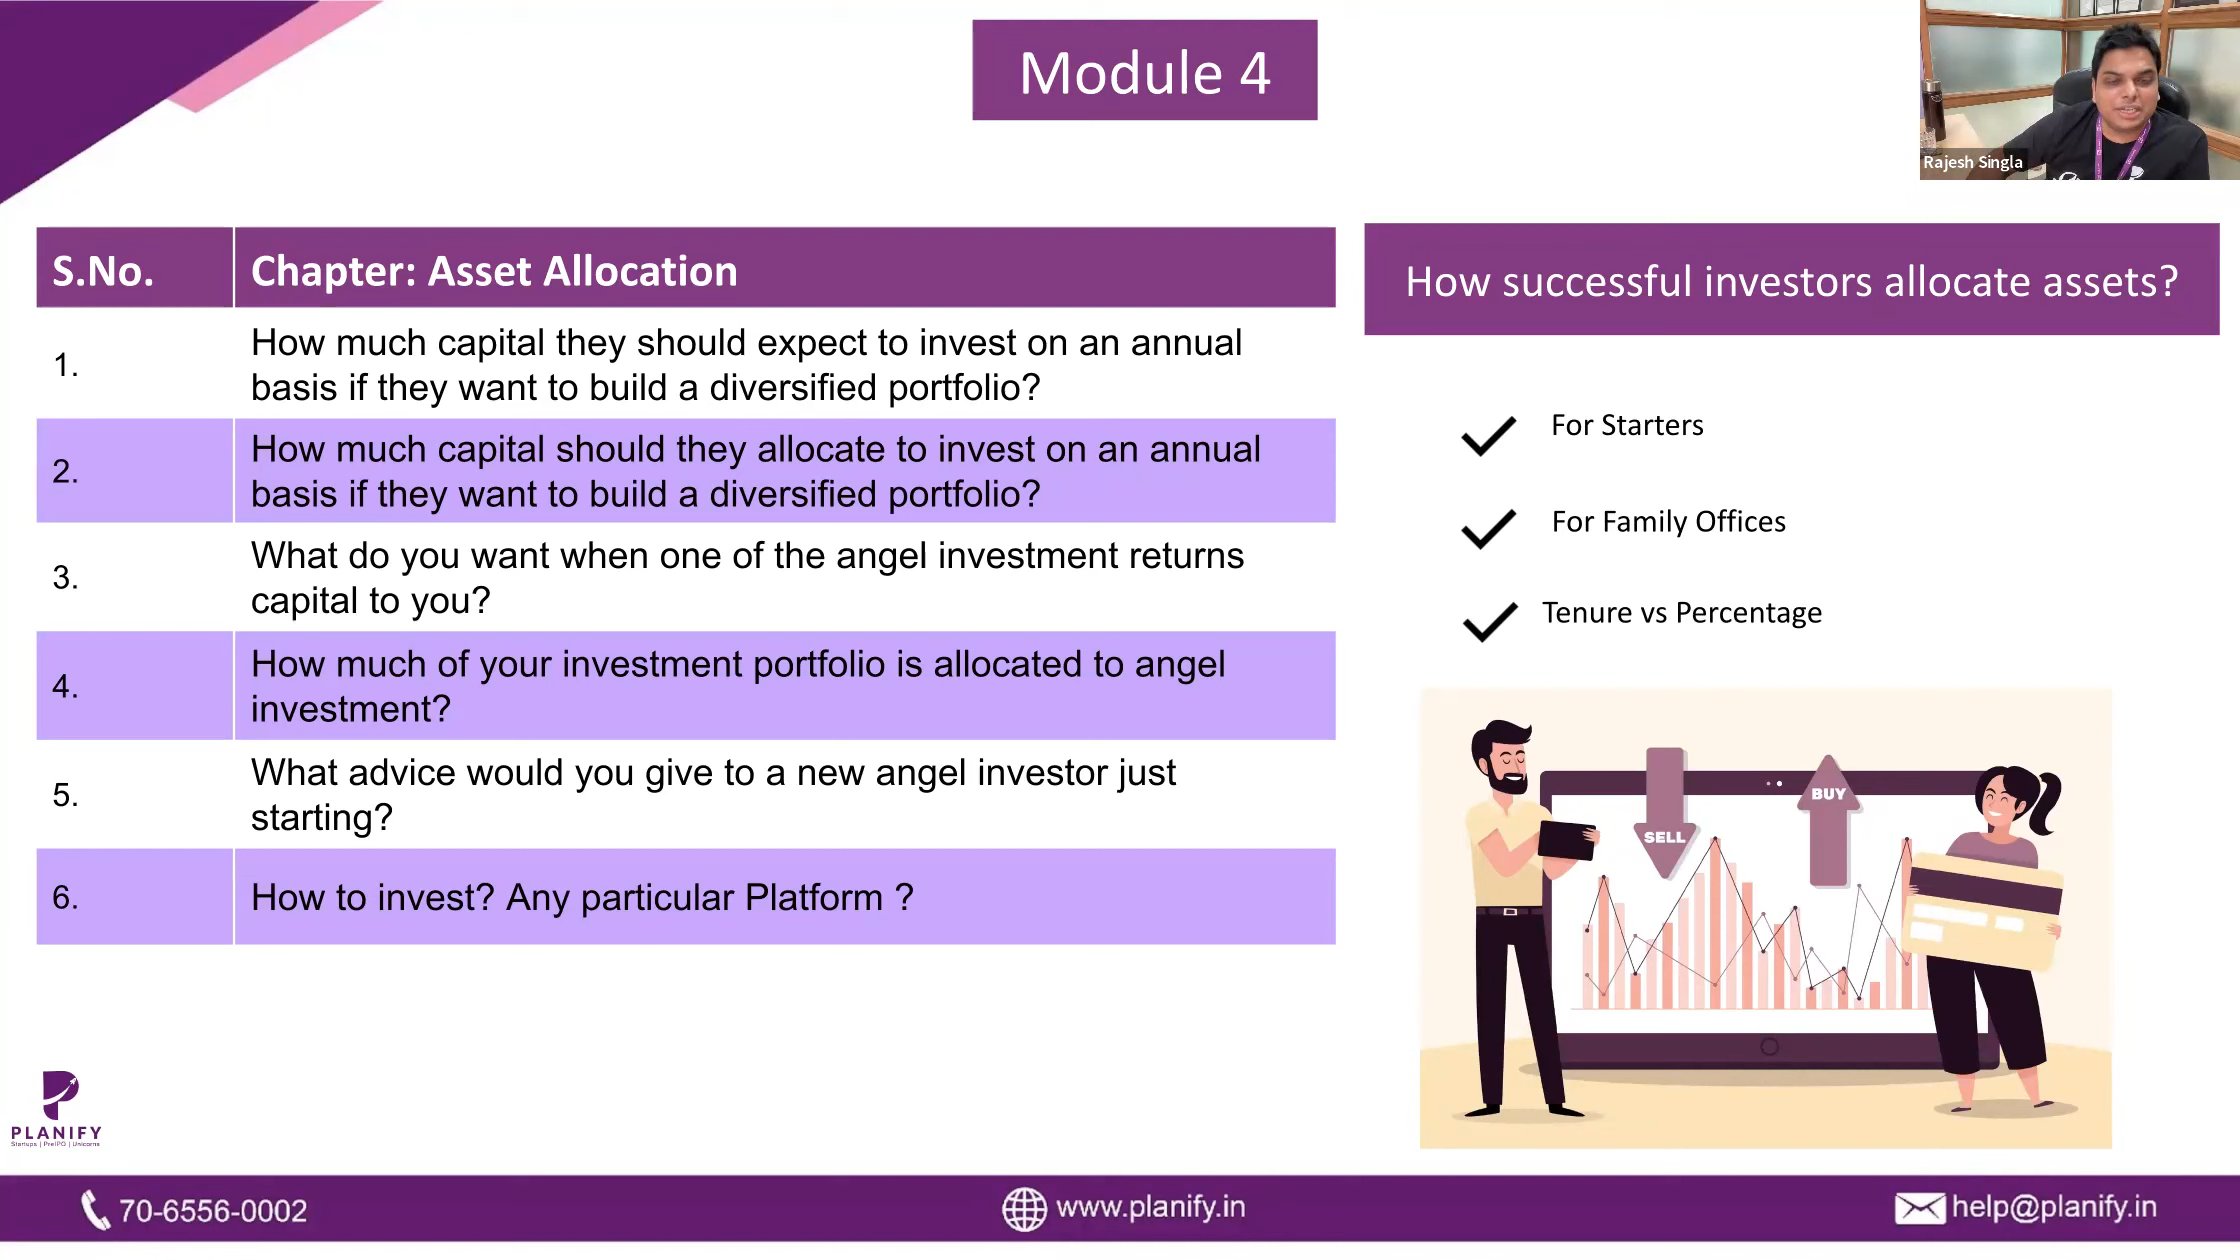 Module 4
Rajesh Singla
S.No.
Chapter: Asset Allocation
1.
How much capital they should expect to invest on an annual
basis if they want to build a diversified portfolio?
2.
How much capital should they allocate to invest on an annual
basis if they want to build a diversified portfolio?
3.
What do you want when one of the angel investment returns
capital to you?
4.
How much of your investment portfolio is allocated to angel
investment?
5.
What advice would you give to a new angel investor just
starting?
6.
How to invest? Any particular Platform ?
How successful investors allocate assets?
For Starters
For Family Offices
Tenure vs Percentage
SELL
BUY
PLANIFY
Startups | PreIPO | Unicorns
70-6556-0002
www.planify.in
help@planify.in